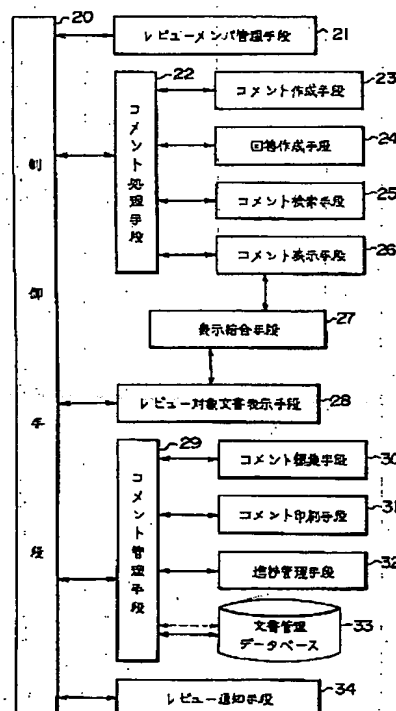 20
制御手段
レビューメンバ管理手段
21
22
コメント処理手段
コメント作成手段
23
回答作成手段
24
コメント検索手段
25
コメント表示手段
26
表示結合手段
27
レビュー対象文書表示手段
28
29
コメント管理手段
コメント編集手段
30
コメント印刷手段
31
進捗管理手段
32
文書管理
データベース
33
レビュー通知手段
34